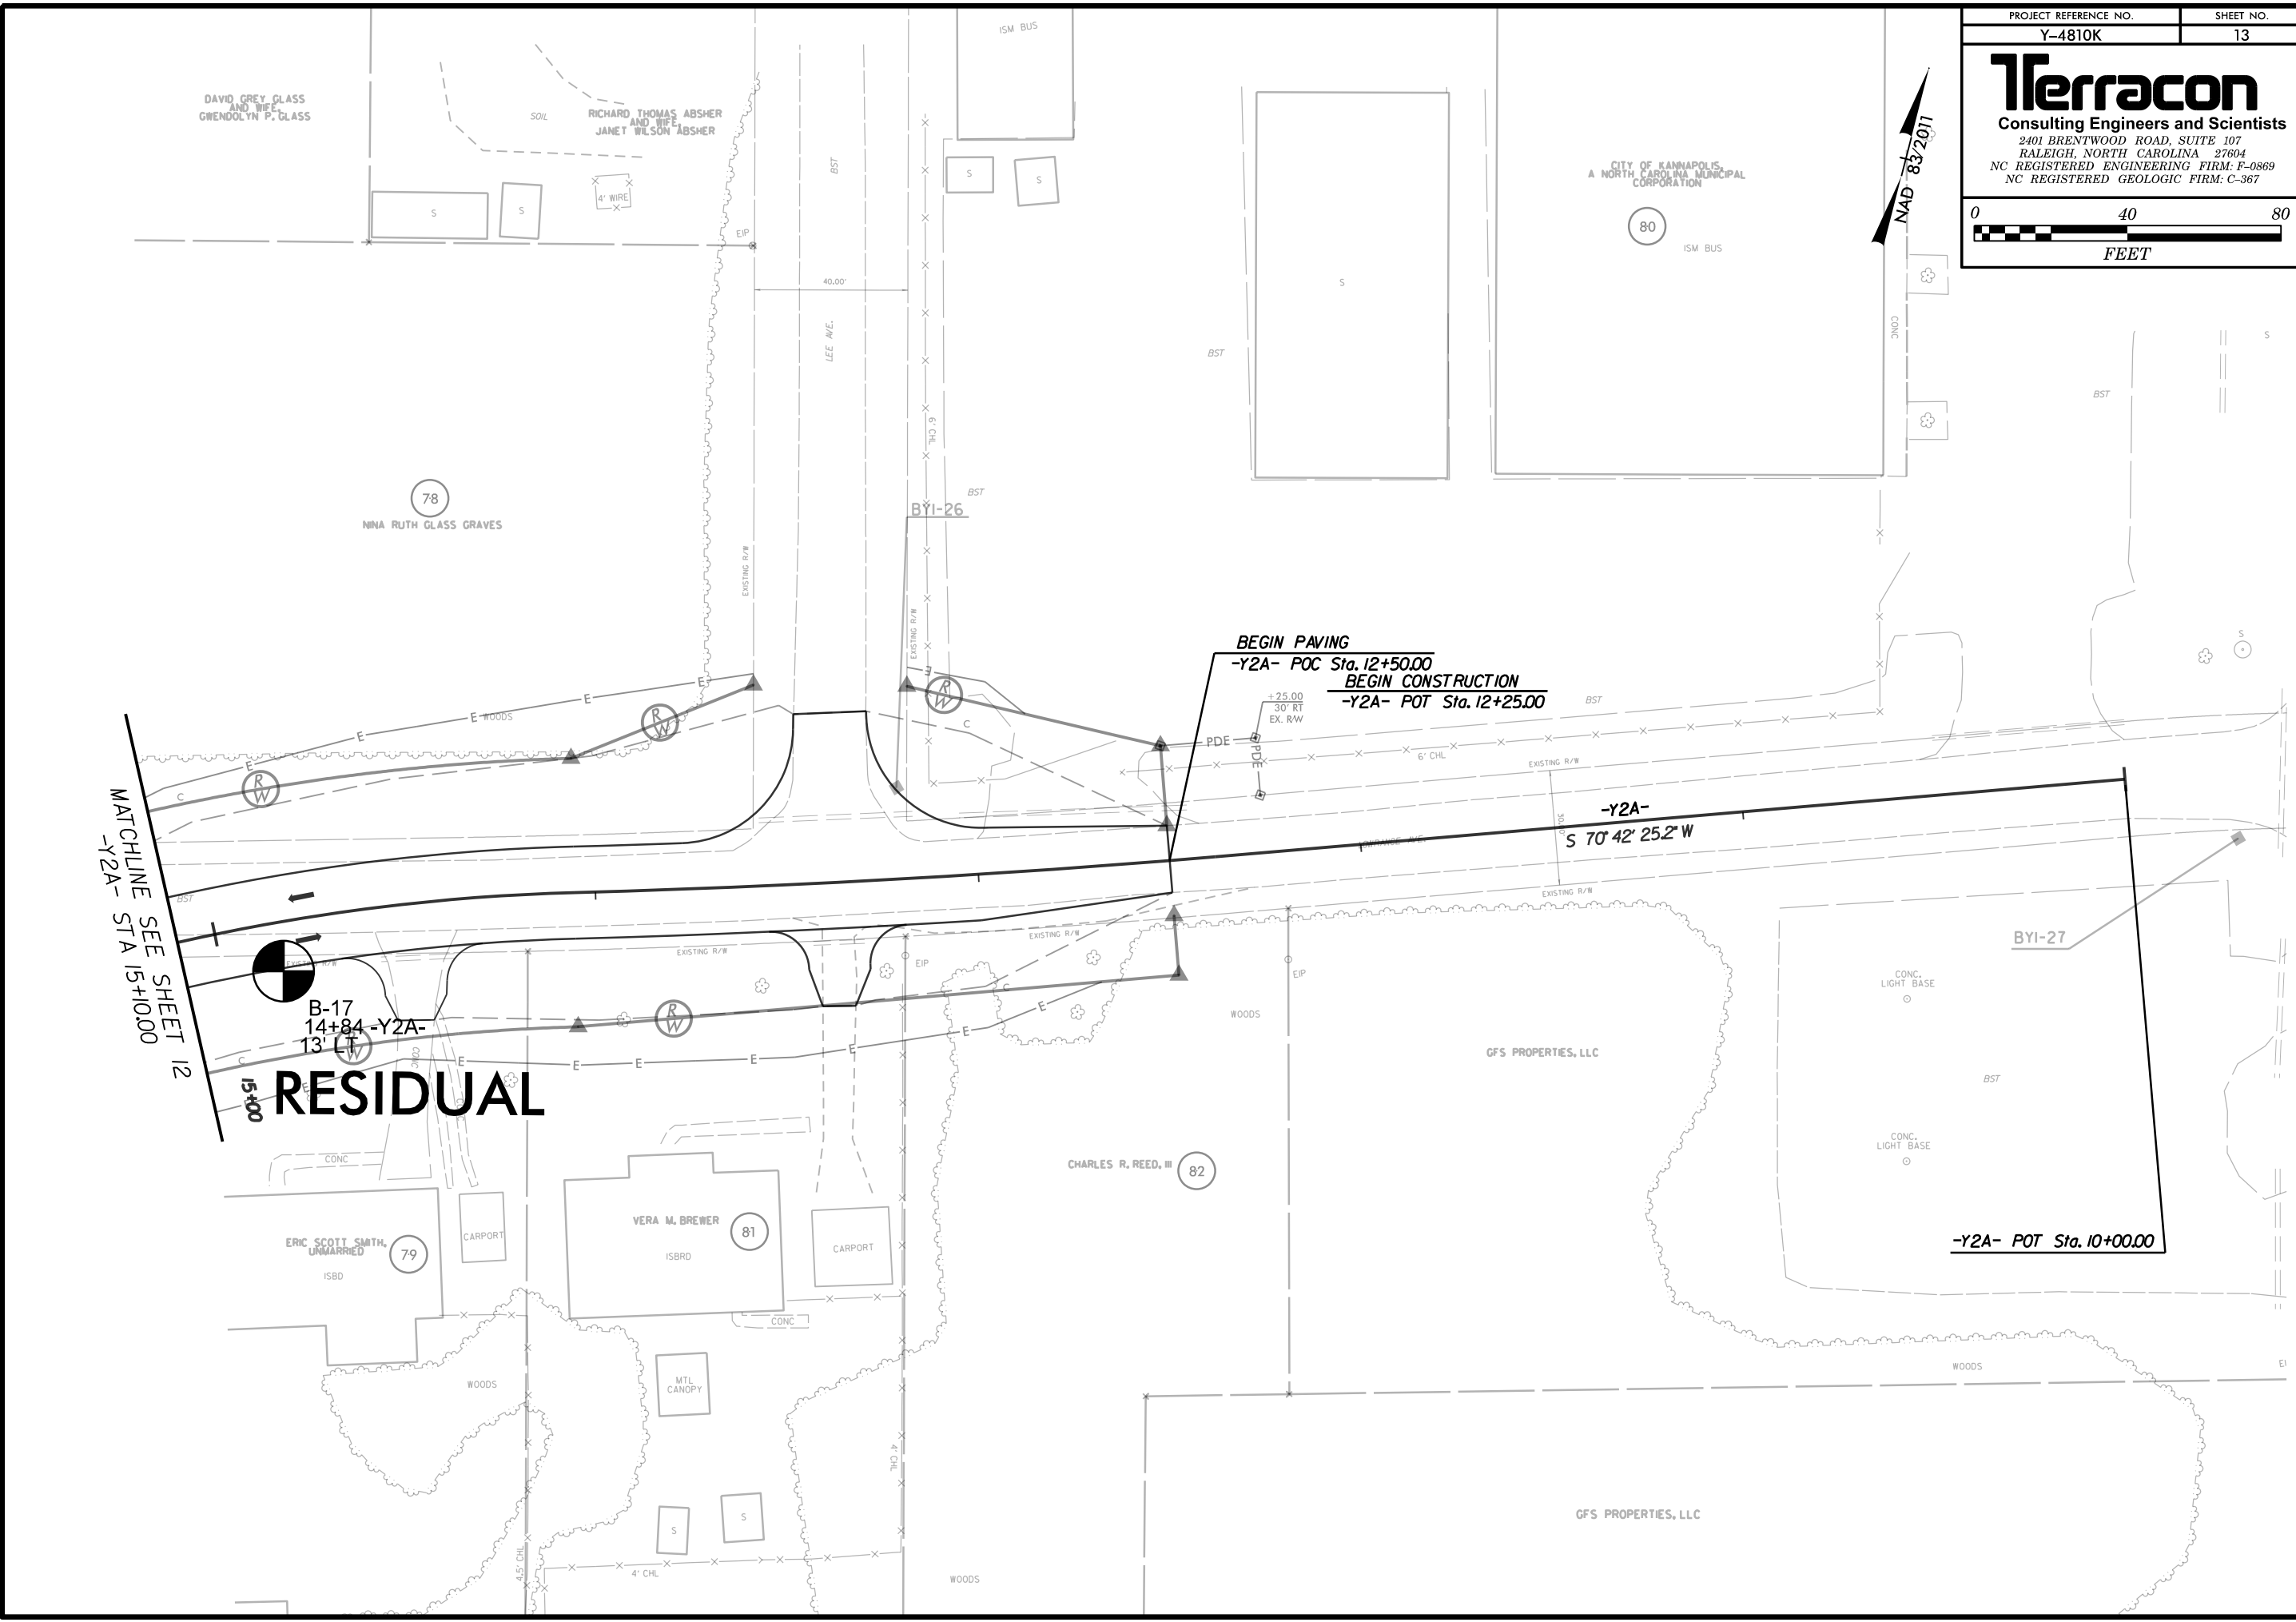 PROJECT REFERENCE NO.
SHEET NO.
Y-4810K
13
Terracon
Consulting Engineers and Scientists
2401 BRENTWOOD ROAD, SUITE 107
RALEIGH, NORTH CAROLINA 27604
NC REGISTERED ENGINEERING FIRM: F-0869
NC REGISTERED GEOLOGIC FIRM: C-367
0 40 80
FEET
NAD 83/2011
ISM BUS
DAVID GREY GLASS
AND WIFE,
GWENDOLYN P. GLASS
SOIL
RICHARD THOMAS ABSHER
AND WIFE,
JANET WILSON ABSHER
BST
S
S
4' WIRE
S
S
EIP
40.00'
LEE AVE.
CITY OF KANNAPOLIS,
A NORTH CAROLINA MUNICIPAL
CORPORATION
80
ISM BUS
S
CONC
S
BST
BST
6' CHL
78
NINA RUTH GLASS GRAVES
BST
BY1-26
EXISTING R/W
EXISTING R/W
BEGIN PAVING
-Y2A- POC Sta. 12+50.00
BEGIN CONSTRUCTION
-Y2A- POT Sta. 12+25.00
+25.00
30' RT
EX. R/W
BST
S
E
E
E
E
E
E
WOODS
R/W
R/W
R/W
C
C
PDE
PDE
6' CHL
EXISTING R/W
-Y2A-
S 70° 42' 25.2" W
50.00'
EXISTING R/W
MATCHLINE SEE SHEET 12
-Y2A- STA 15+10.00
BST
EXISTING R/W
EXISTING R/W
EXISTING R/W
EIP
EIP
BY1-27
CONC.
LIGHT BASE
B-17
14+84 -Y2A-
13' LT
R/W
R/W
C
C
E
E
E
E
E
E
E
E
CONC
15+00
RESIDUAL
WOODS
GFS PROPERTIES, LLC
BST
CONC.
LIGHT BASE
CONC
CHARLES R. REED, III
82
VERA M. BREWER
81
ISBRD
CARPORT
CARPORT
ERIC SCOTT SMITH,
UNMARRIED
79
ISBD
-Y2A- POT Sta. 10+00.00
CONC
WOODS
MTL
CANOPY
WOODS
4' CHL
S
S
4.5' CHL
4' CHL
WOODS
GFS PROPERTIES, LLC